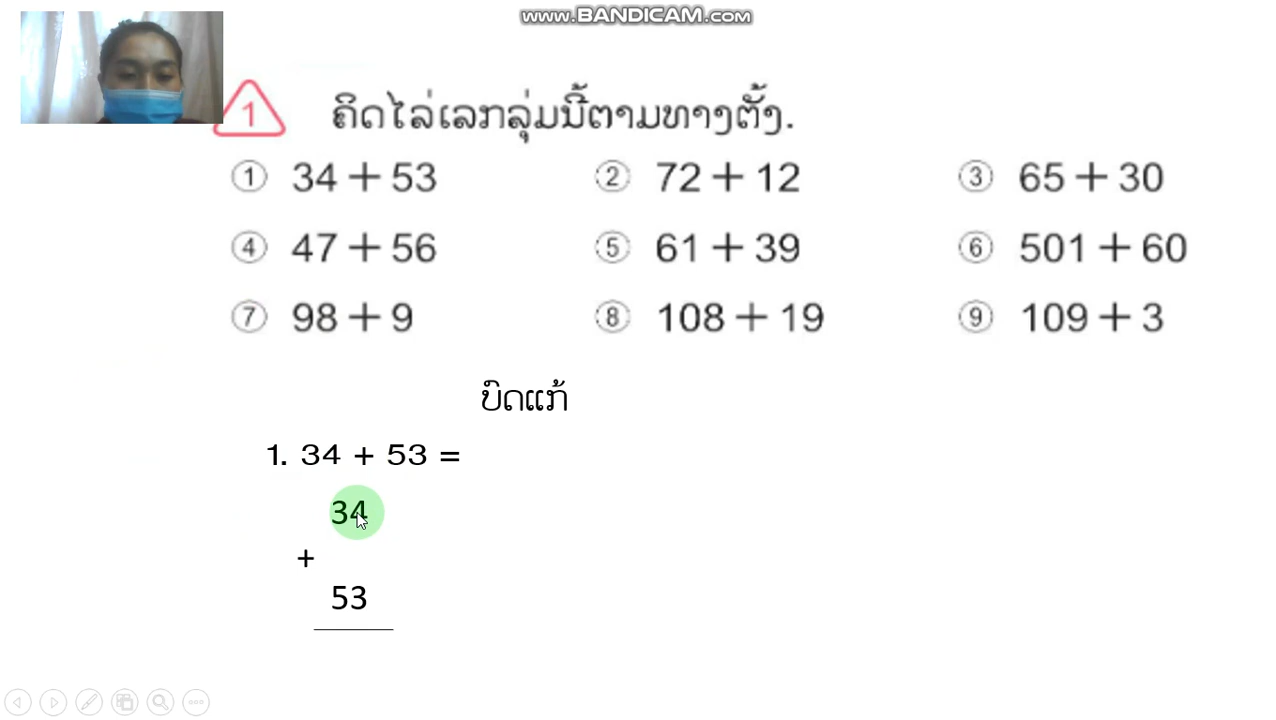 www.BANDICAM.com
1 ຄິດໄລ່ເລກລຸ່ມນີ້ຕາມທາງຕັ້ງ.
① 34 + 53 ② 72 + 12 ③ 65 + 30
④ 47 + 56 ⑤ 61 + 39 ⑥ 501 + 60
⑦ 98 + 9 ⑧ 108 + 19 ⑨ 109 + 3
ບົດແກ້
1. 34 + 53 =
34
+
53